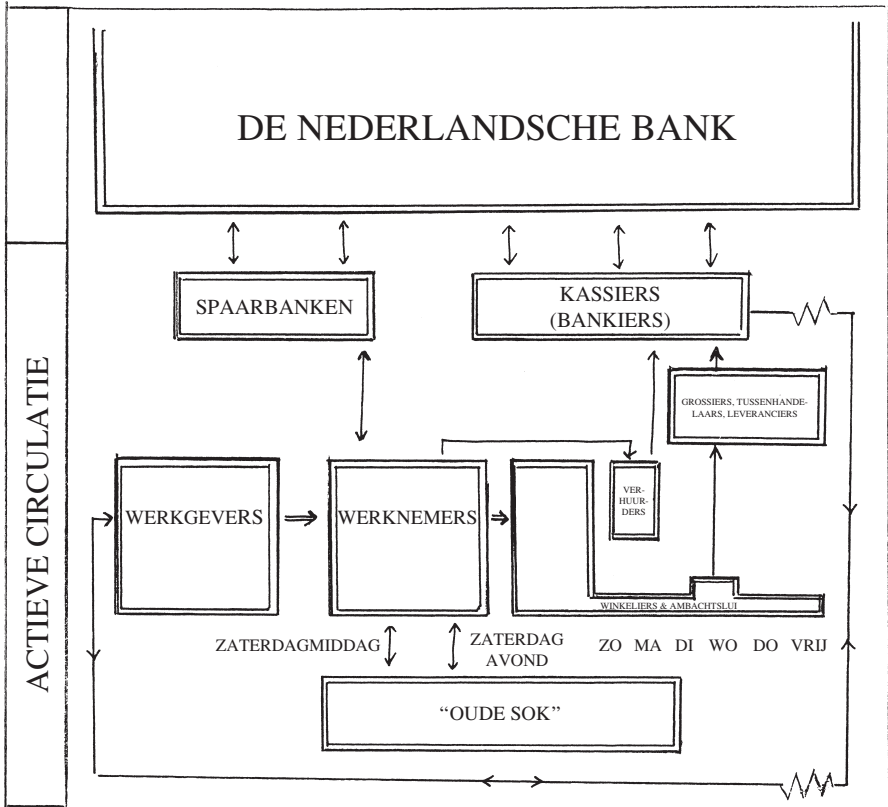 DE NEDERLANDSCHE BANK
ACTIEVE CIRCULATIE
SPAARBANKEN
KASSIERS
(BANKIERS)
GROSSIERS, TUSSENHANDE-
LAARS, LEVERANCIERS
WERKGEVERS
WERKNEMERS
VER-
HUUR-
DERS
WINKELIERS & AMBACHTSLUI
ZATERDAGMIDDAG
ZATERDAG
AVOND
ZO MA DI WO DO VRIJ
“OUDE SOK”